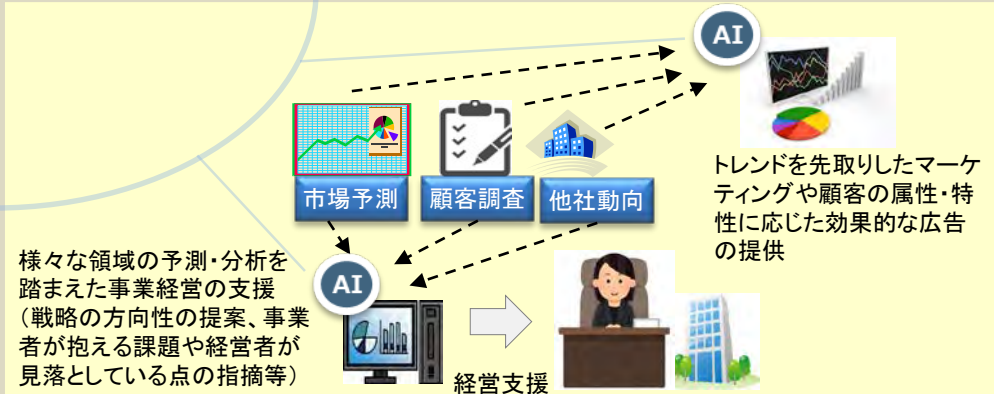 AI
トレンドを先取りしたマーケ
ティングや顧客の属性・特
性に応じた効果的な広告
の提供
市場予測
顧客調査
他社動向
様々な領域の予測・分析を
踏まえた事業経営の支援
（戦略の方向性の提案、事業
者が抱える課題や経営者が
見落としている点の指摘等）
AI
経営支援